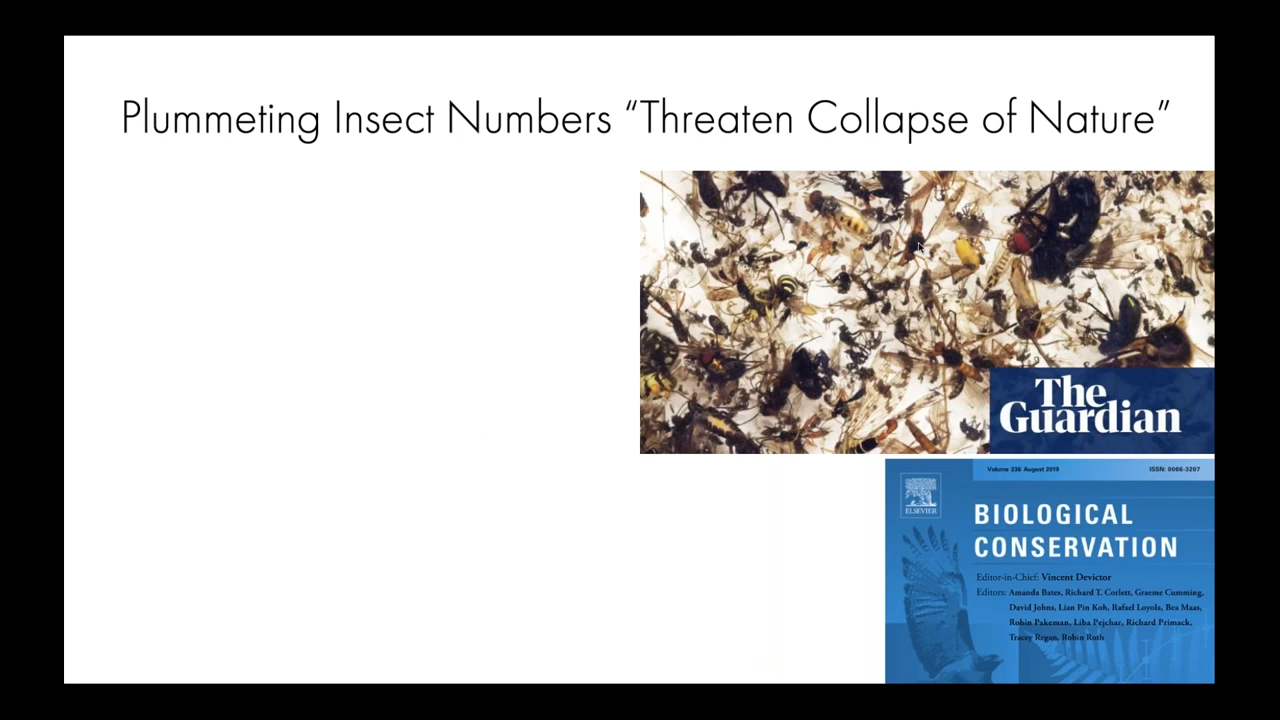 Plummeting Insect Numbers “Threaten Collapse of Nature”
The
Guardian
Volume 236 August 2019 ISSN: 0006-3207
ELSEVIER
BIOLOGICAL
CONSERVATION
Editor-in-Chief: Vincent Devictor
Editors: Amanda Bates, Richard T. Corlett, Graeme Cumming,
David Johns, Lian Pin Koh, Rafael Loyola, Bea Maas,
Robin Pakeman, Liba Pejchar, Richard Primack,
Tracey Regan, Robin Roth